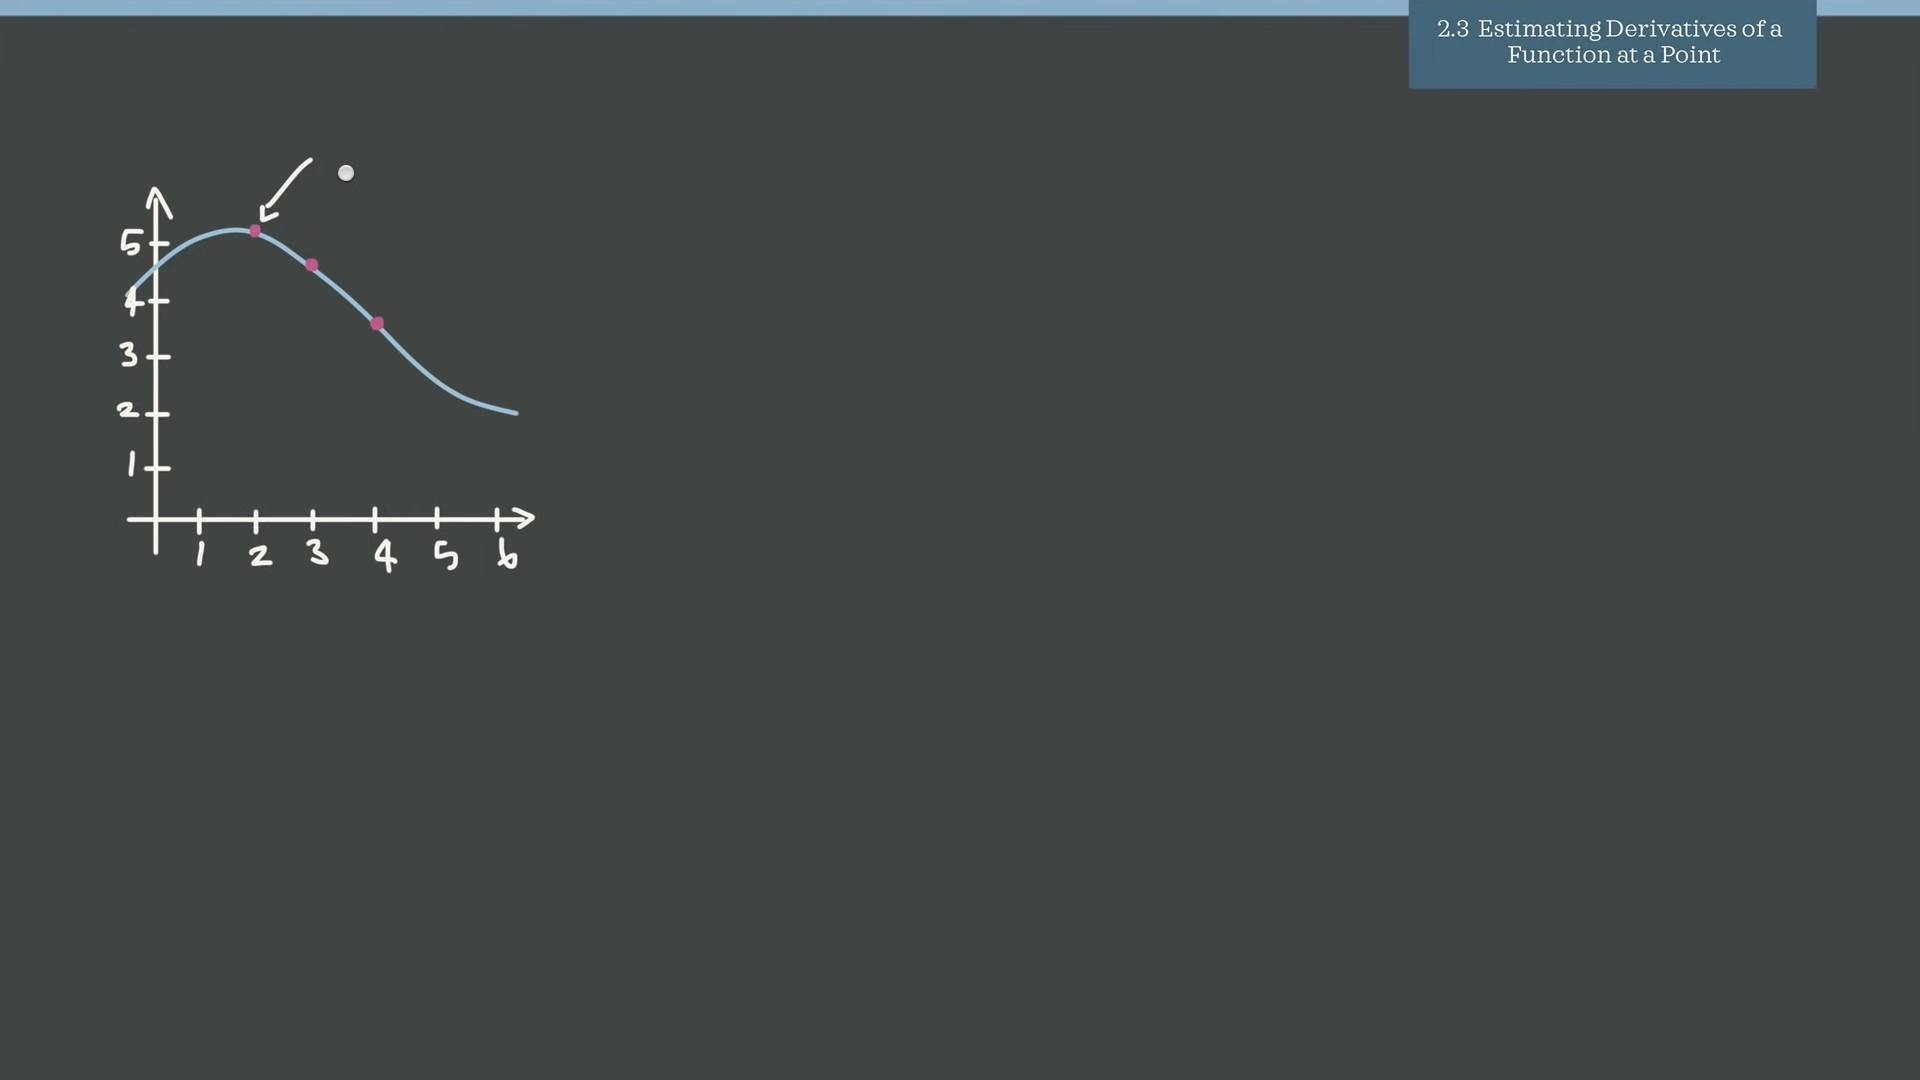 2.3 Estimating Derivatives of a
Function at a Point
5
4
3
2
1
1 2 3 4 5 6